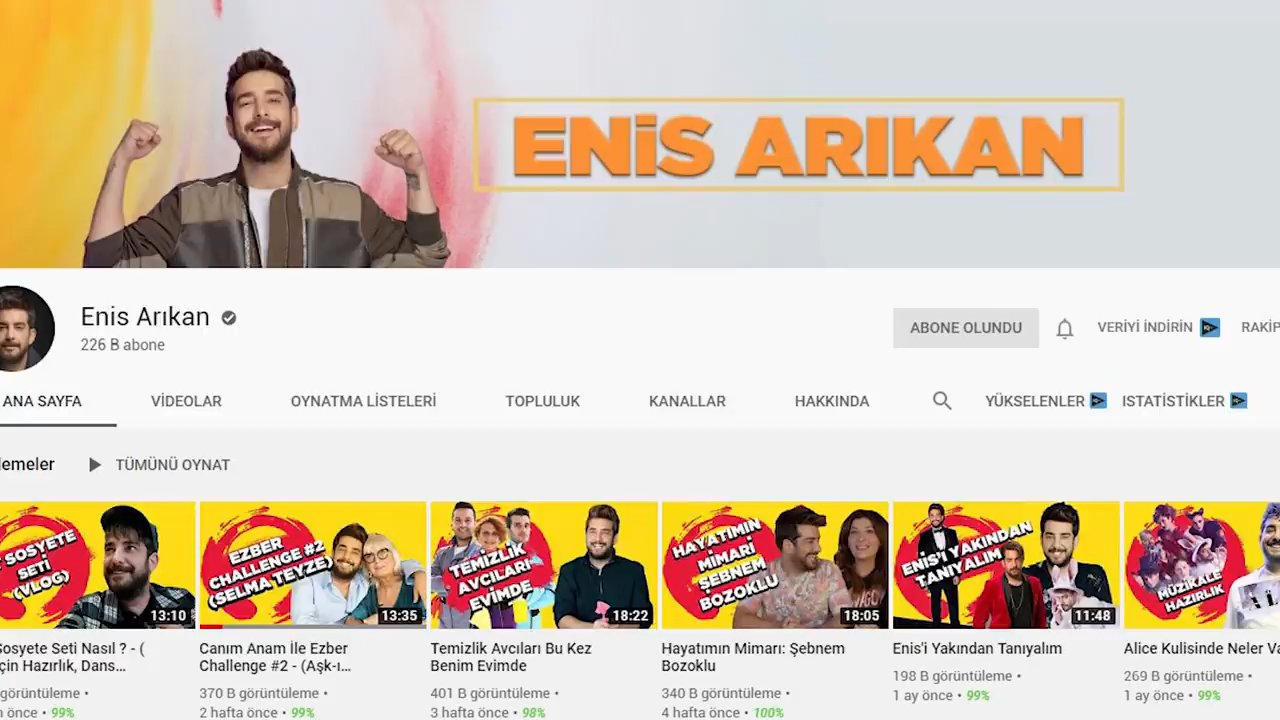 ENiS ARIKAN
Enis Arıkan
226 B abone
ABONE OLUNDU
VERİYİ İNDİRİN
RAKİP
ANA SAYFA
VİDEOLAR
OYNATMA LİSTELERİ
TOPLULUK
KANALLAR
HAKKINDA
YÜKSELENLER
ISTATİSTİKLER
lemeler
TÜMÜNÜ OYNAT
SOSYETE
SETİ
(VLOG)
13:10
EZBER
CHALLENGE #2
(SELMA TEYZE)
13:35
TEMİZLİK
AVCILARI
EVİMDE
18:22
HAYATIMIN
MİMARİ
ŞEBNEM
BOZOKLU
18:05
ENİS'İ YAKINDAN
TANIYALIM
11:48
MÜZİKALE
HAZIRLIK
Sosyete Seti Nasıl ? - (
çin Hazırlık, Dans...
görüntüleme •
önce • 99%
Canım Anam İle Ezber
Challenge #2 - (Aşk-ı...
370 B görüntüleme •
2 hafta önce • 99%
Temizlik Avcıları Bu Kez
Benim Evimde
401 B görüntüleme •
3 hafta önce • 98%
Hayatımın Mimarı: Şebnem
Bozoklu
340 B görüntüleme •
4 hafta önce • 100%
Enis'i Yakından Tanıyalım
198 B görüntüleme •
1 ay önce • 99%
Alice Kulisinde Neler Va
269 B görüntüleme •
1 ay önce • 99%